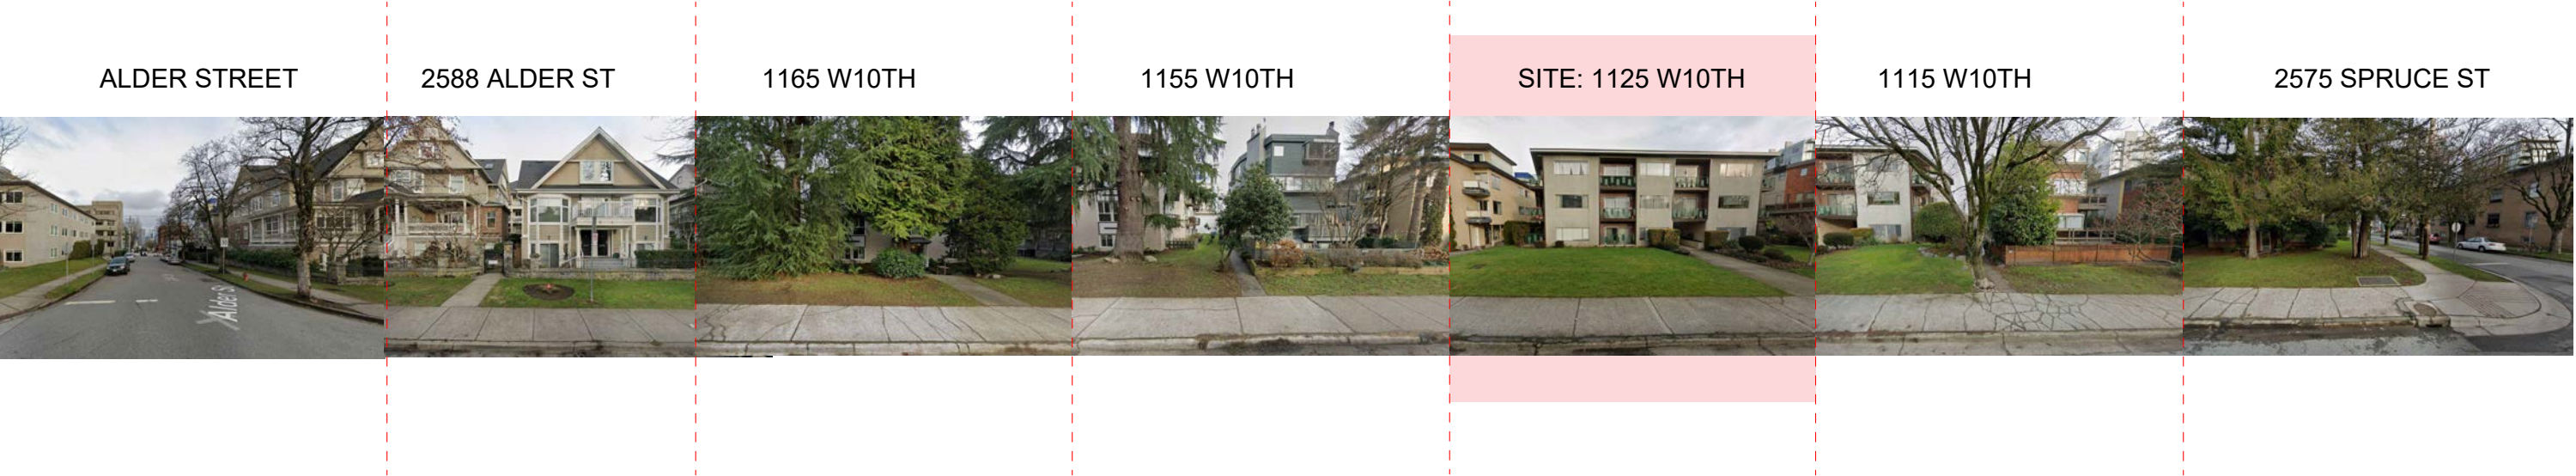 ALDER STREET
2588 ALDER ST
1165 W10TH
1155 W10TH
SITE: 1125 W10TH
1115 W10TH
2575 SPRUCE ST
Alder St